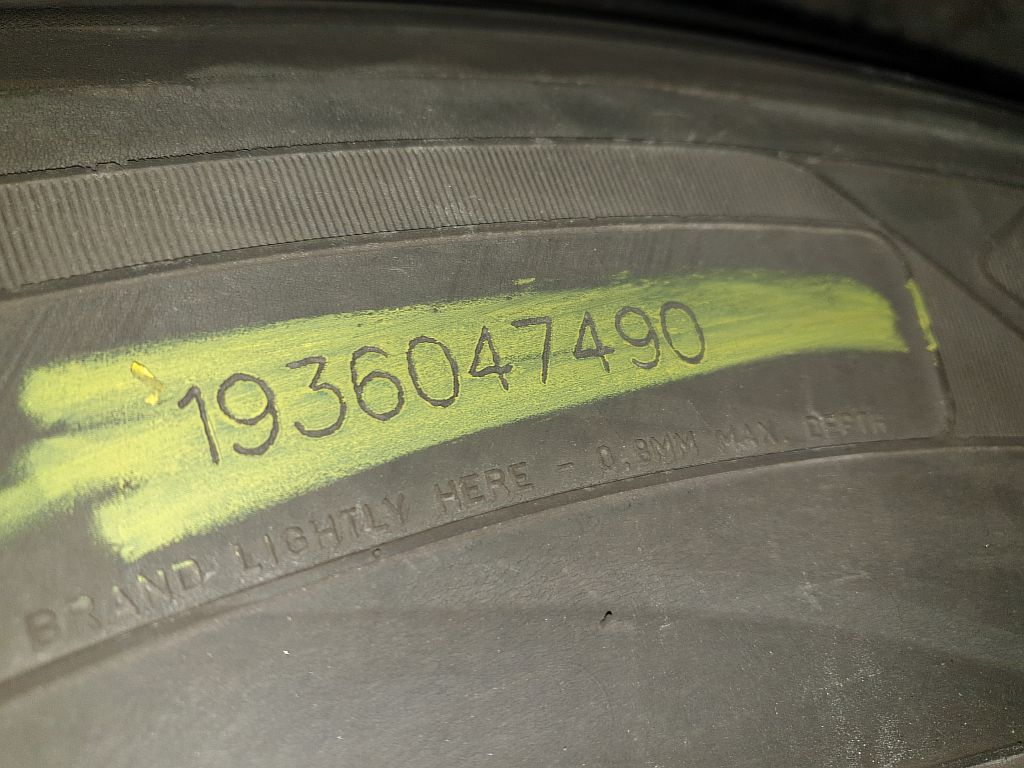 1936047490
BRAND LIGHTLY HERE - 0.8MM MAX. DEPTH